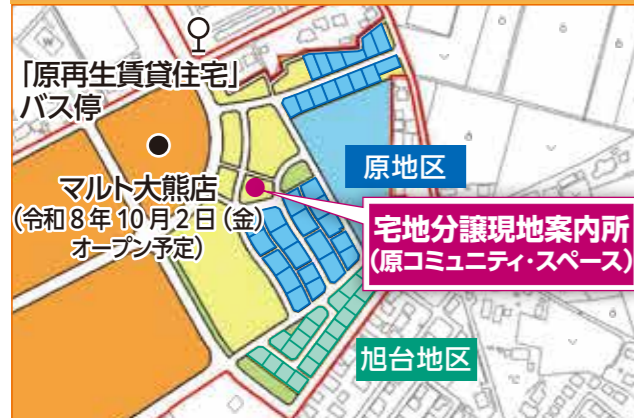 「原再生賃貸住宅」
バス停
マルト大熊店
(令和8年10月2日(金)
オープン予定)
原地区
宅地分譲現地案内所
(原コミュニティ・スペース)
旭台地区